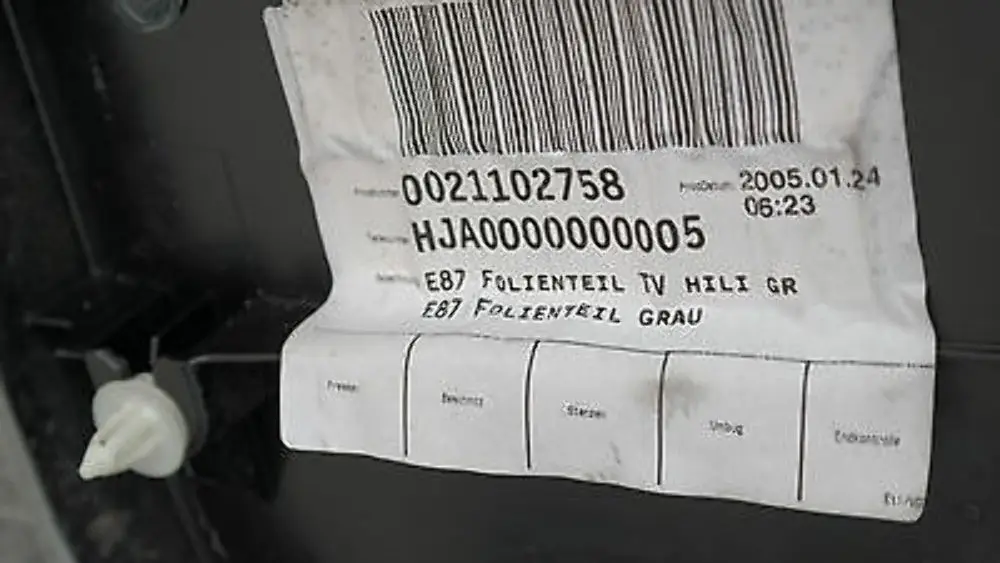 0021102758 2005.01.24
06:23
HJA0000000005
E87 FOLIENTEIL TV HILI GR
E87 FOLIENTEIL GRAU
Pressen Stanzen Umbug Endkontrolle